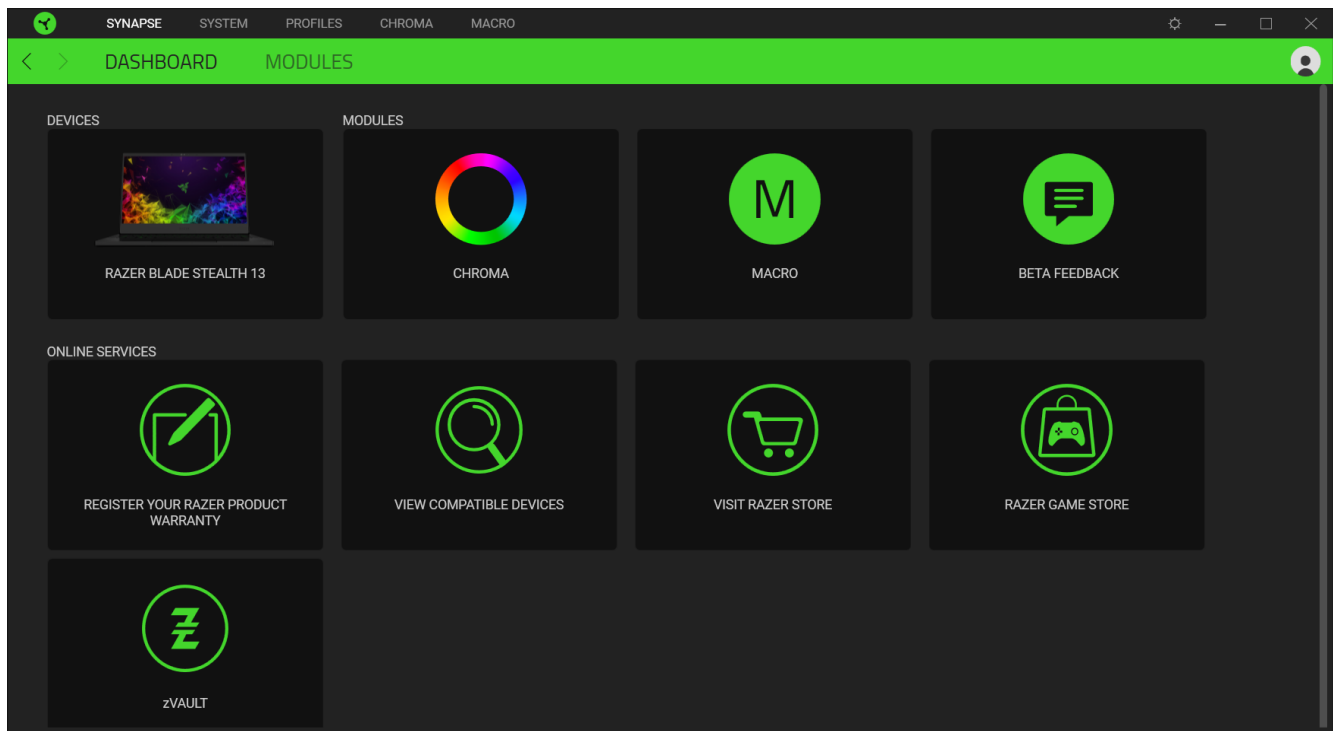 SYNAPSE SYSTEM PROFILES CHROMA MACRO
DASHBOARD MODULES
DEVICES MODULES
RAZER BLADE STEALTH 13
CHROMA
M
MACRO
BETA FEEDBACK
ONLINE SERVICES
REGISTER YOUR RAZER PRODUCT
WARRANTY
VIEW COMPATIBLE DEVICES
VISIT RAZER STORE
RAZER GAME STORE
zVAULT